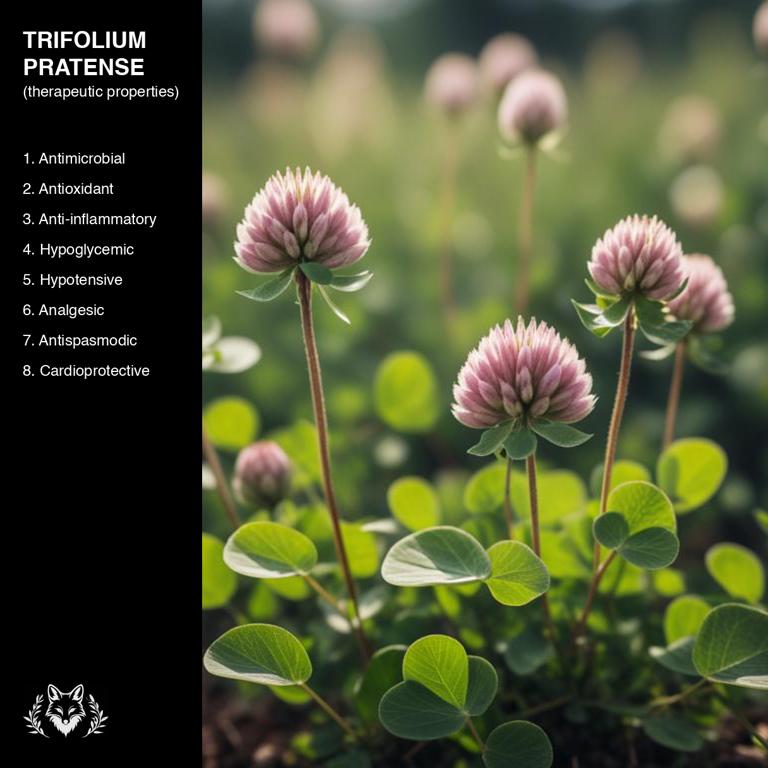 TRIFOLIUM
PRATENSE
(therapeutic properties)
1. Antimicrobial
2. Antioxidant
3. Anti-inflammatory
4. Hypoglycemic
5. Hypotensive
6. Analgesic
7. Antispasmodic
8. Cardioprotective